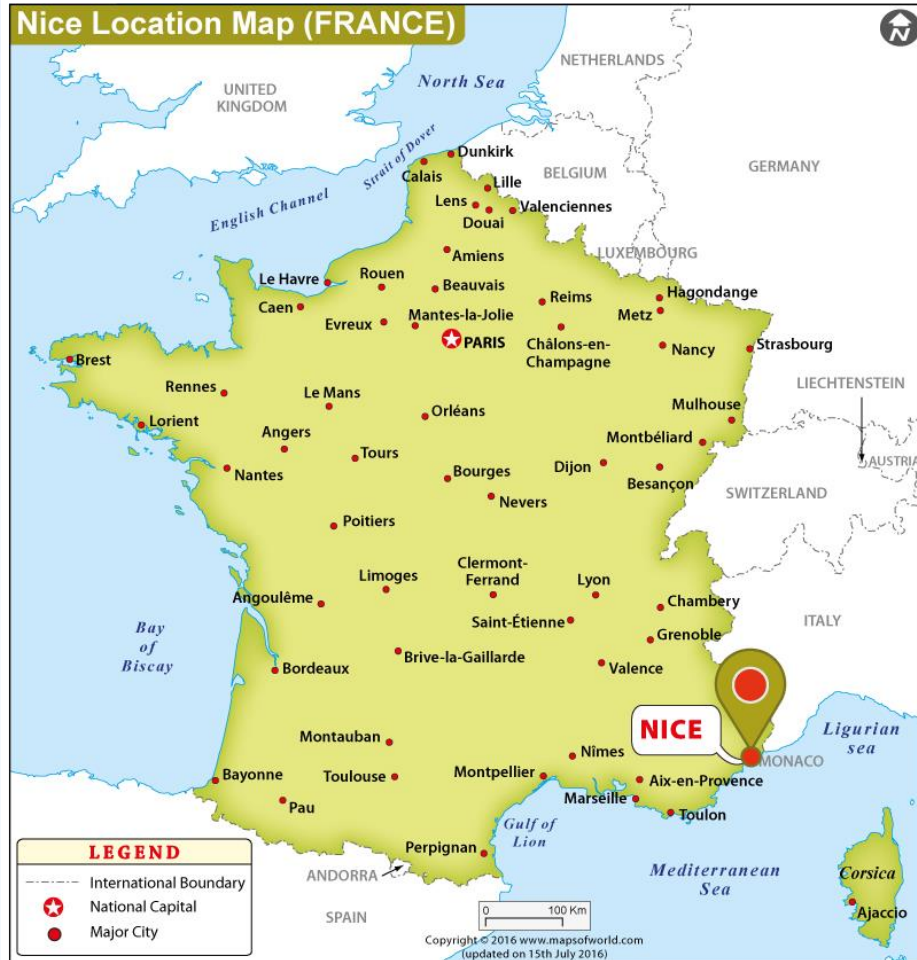 Nice Location Map (FRANCE)
N
NETHERLANDS
North Sea
UNITED
KINGDOM
Strait of Dover
Dunkirk
Calais
BELGIUM
GERMANY
Lille
English Channel
Lens
Valenciennes
Douai
Amiens
LUXEMBOURG
Le Havre
Rouen
Beauvais
Hagondange
Reims
Caen
Metz
Evreux
Mantes-la-Jolie
PARIS
Châlons-en-
Champagne
Nancy
Strasbourg
Brest
Rennes
Le Mans
LIECHTENSTEIN
Orléans
Mulhouse
Lorient
Angers
Montbéliard
Tours
Dijon
AUSTRIA
Nantes
Bourges
Besançon
SWITZERLAND
Nevers
Poitiers
Clermont-
Ferrand
Limoges
Lyon
Angoulême
Chambery
Saint-Étienne
ITALY
Bay
of
Biscay
Grenoble
Brive-la-Gaillarde
Bordeaux
Valence
NICE
Ligurian
sea
Montauban
Nîmes
MONACO
Bayonne
Toulouse
Montpellier
Aix-en-Provence
Marseille
Pau
Toulon
Gulf of
Lion
Perpignan
LEGEND
International Boundary
National Capital
Major City
ANDORRA
SPAIN
Mediterranean
Sea
Corsica
Ajaccio
0 100 Km
Copyright © 2016 www.mapsofworld.com
(updated on 15th July 2016)